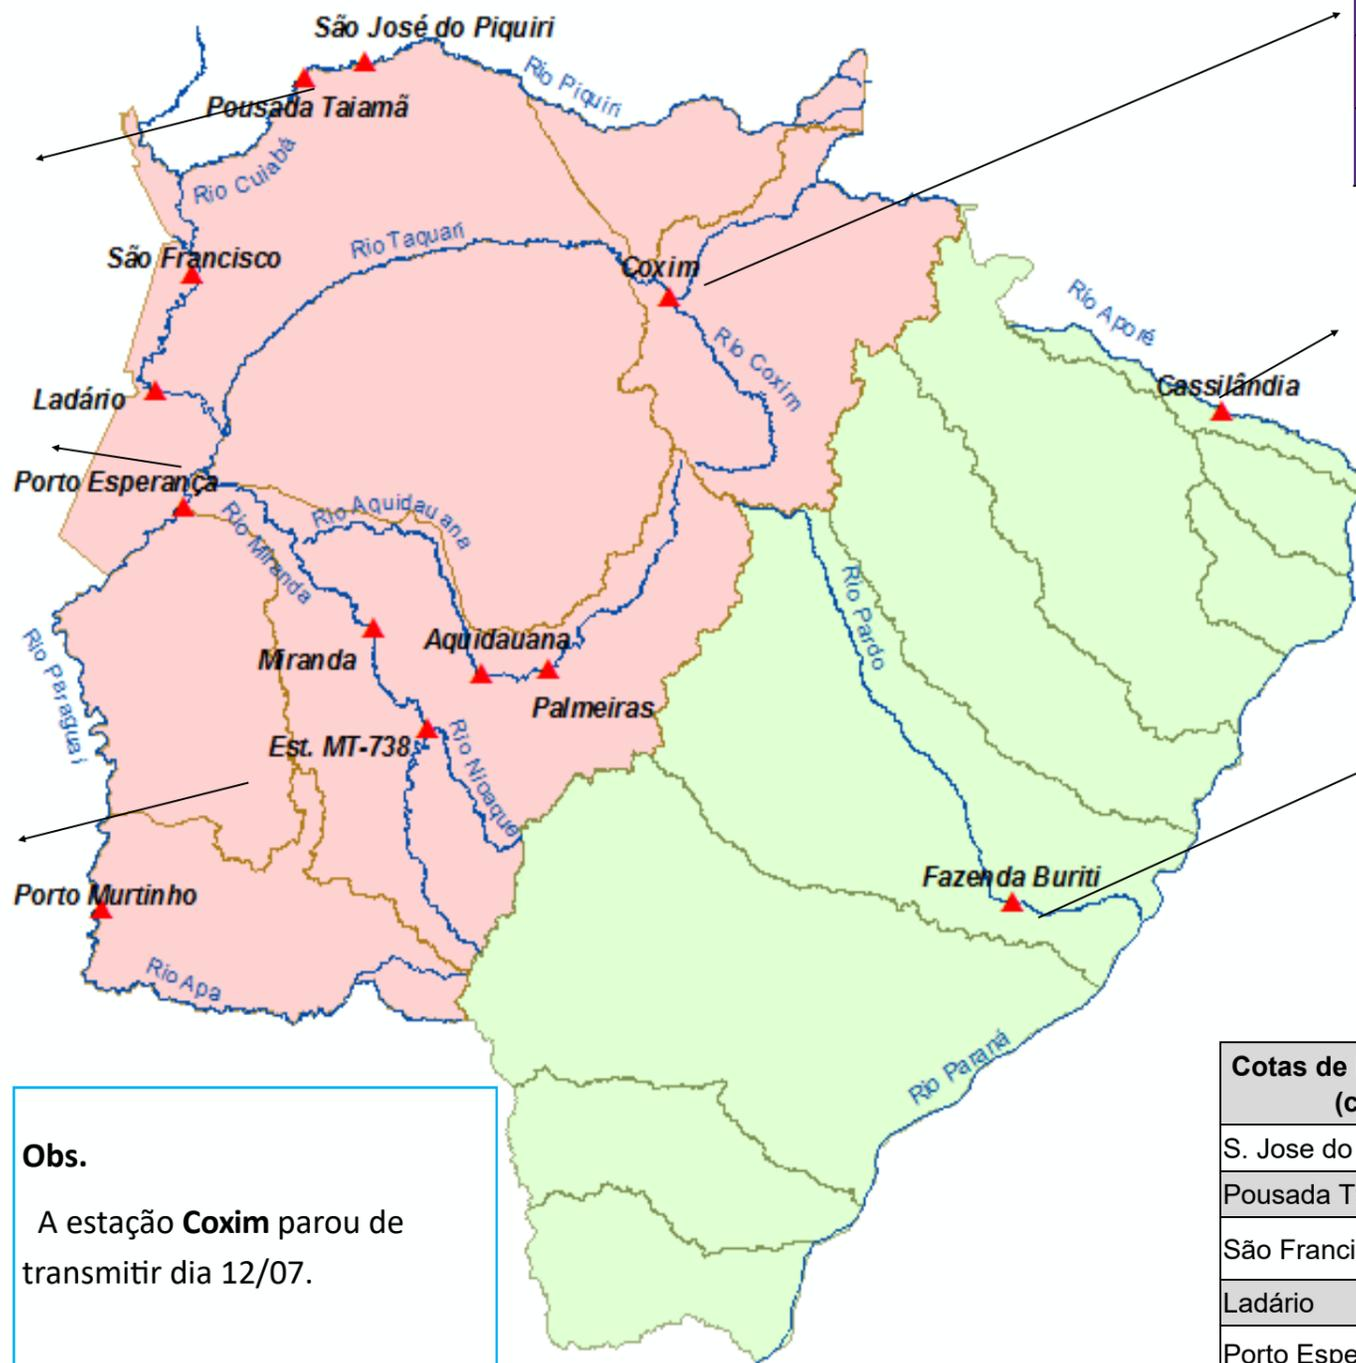 São José do Piquiri
Rio Piquiri
Pousada Taiamã
Rio Cuiabá
Rio Taquari
São Francisco
Coxim
Rio Aporé
Rio Coxim
Cassilândia
Ladário
Porto Esperança
Rio Aquidauana
Rio Miranda
Rio Pardo
Rio Paraguai
Aquidauana
Miranda
Palmeiras
Est. MT-738
Rio Nioaque
Fazenda Buriti
Porto Murtinho
Rio Apa
Rio Paraná
Obs.
A estação Coxim parou de
transmitir dia 12/07.
Cotas de
(c
S. Jose do
Pousada T
São Franci
Ladário
Porto Espe